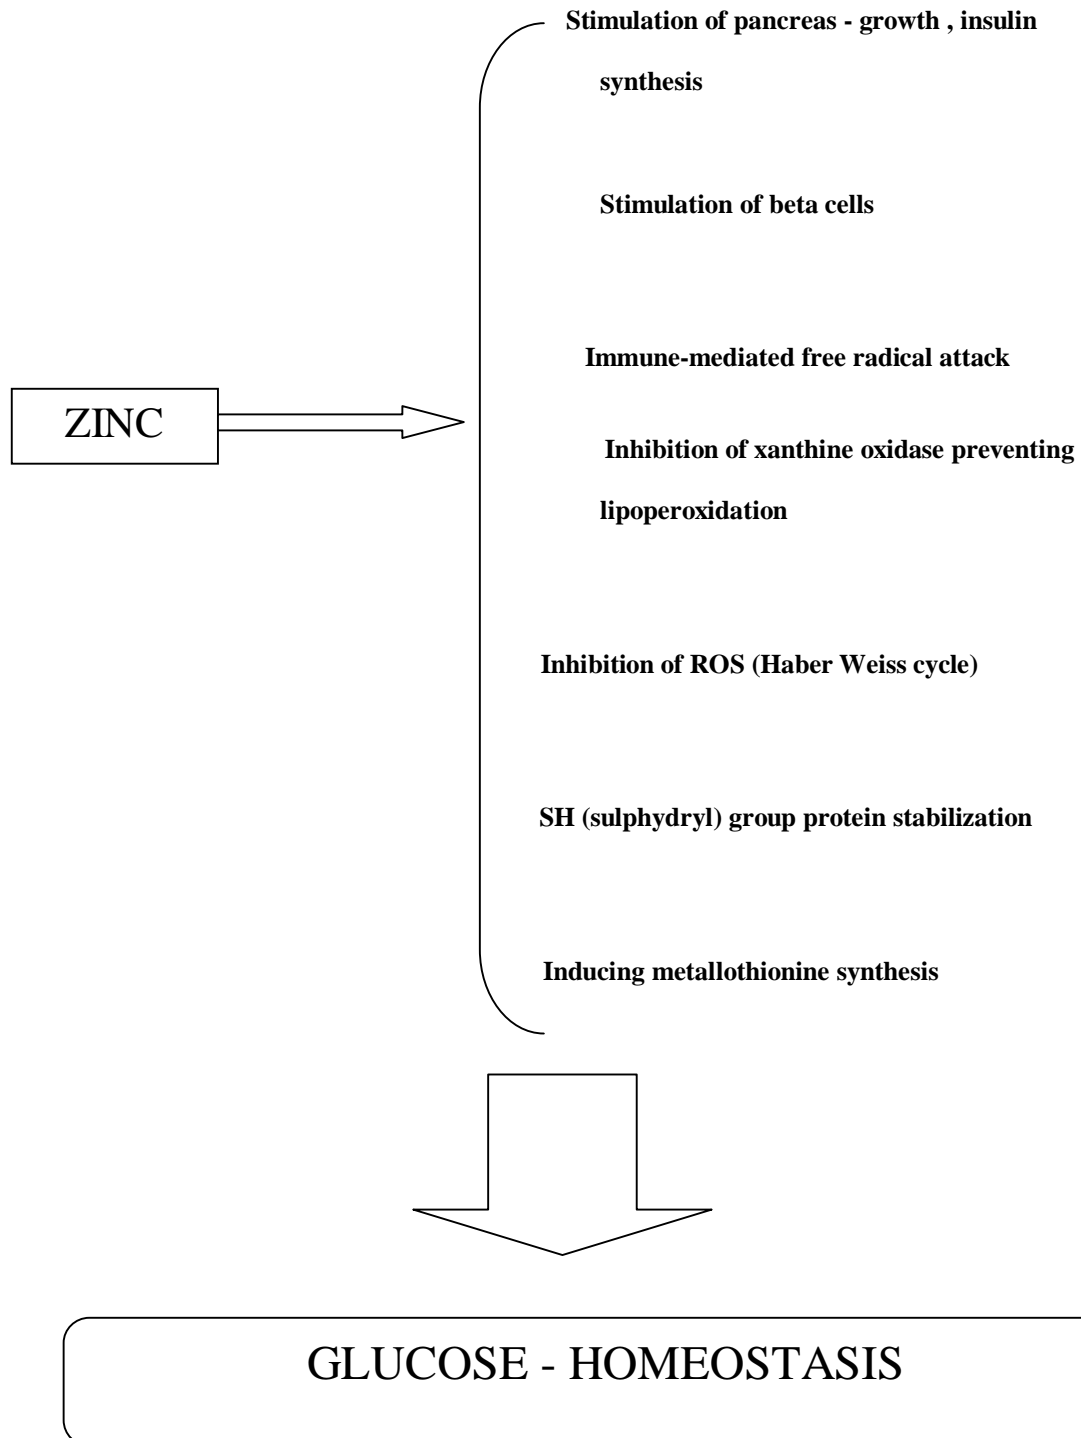 Stimulation of pancreas - growth , insulin
synthesis
Stimulation of beta cells
Immune-mediated free radical attack
ZINC
Inhibition of xanthine oxidase preventing
lipoperoxidation
Inhibition of ROS (Haber Weiss cycle)
SH (sulphydryl) group protein stabilization
Inducing metallothionine synthesis
GLUCOSE - HOMEOSTASIS